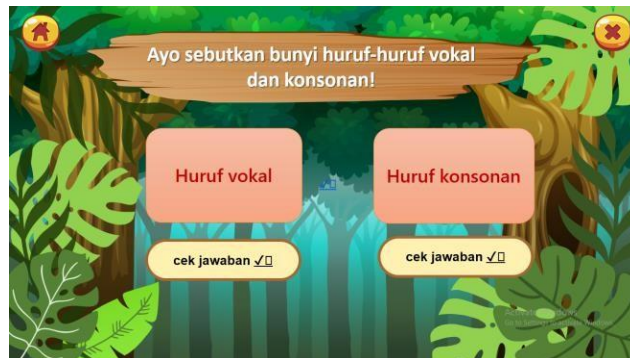 Ayo sebutkan bunyi huruf-huruf vokal
dan konsonan!
Huruf vokal
Huruf konsonan
cek jawaban ✓▯
cek jawaban ✓▯